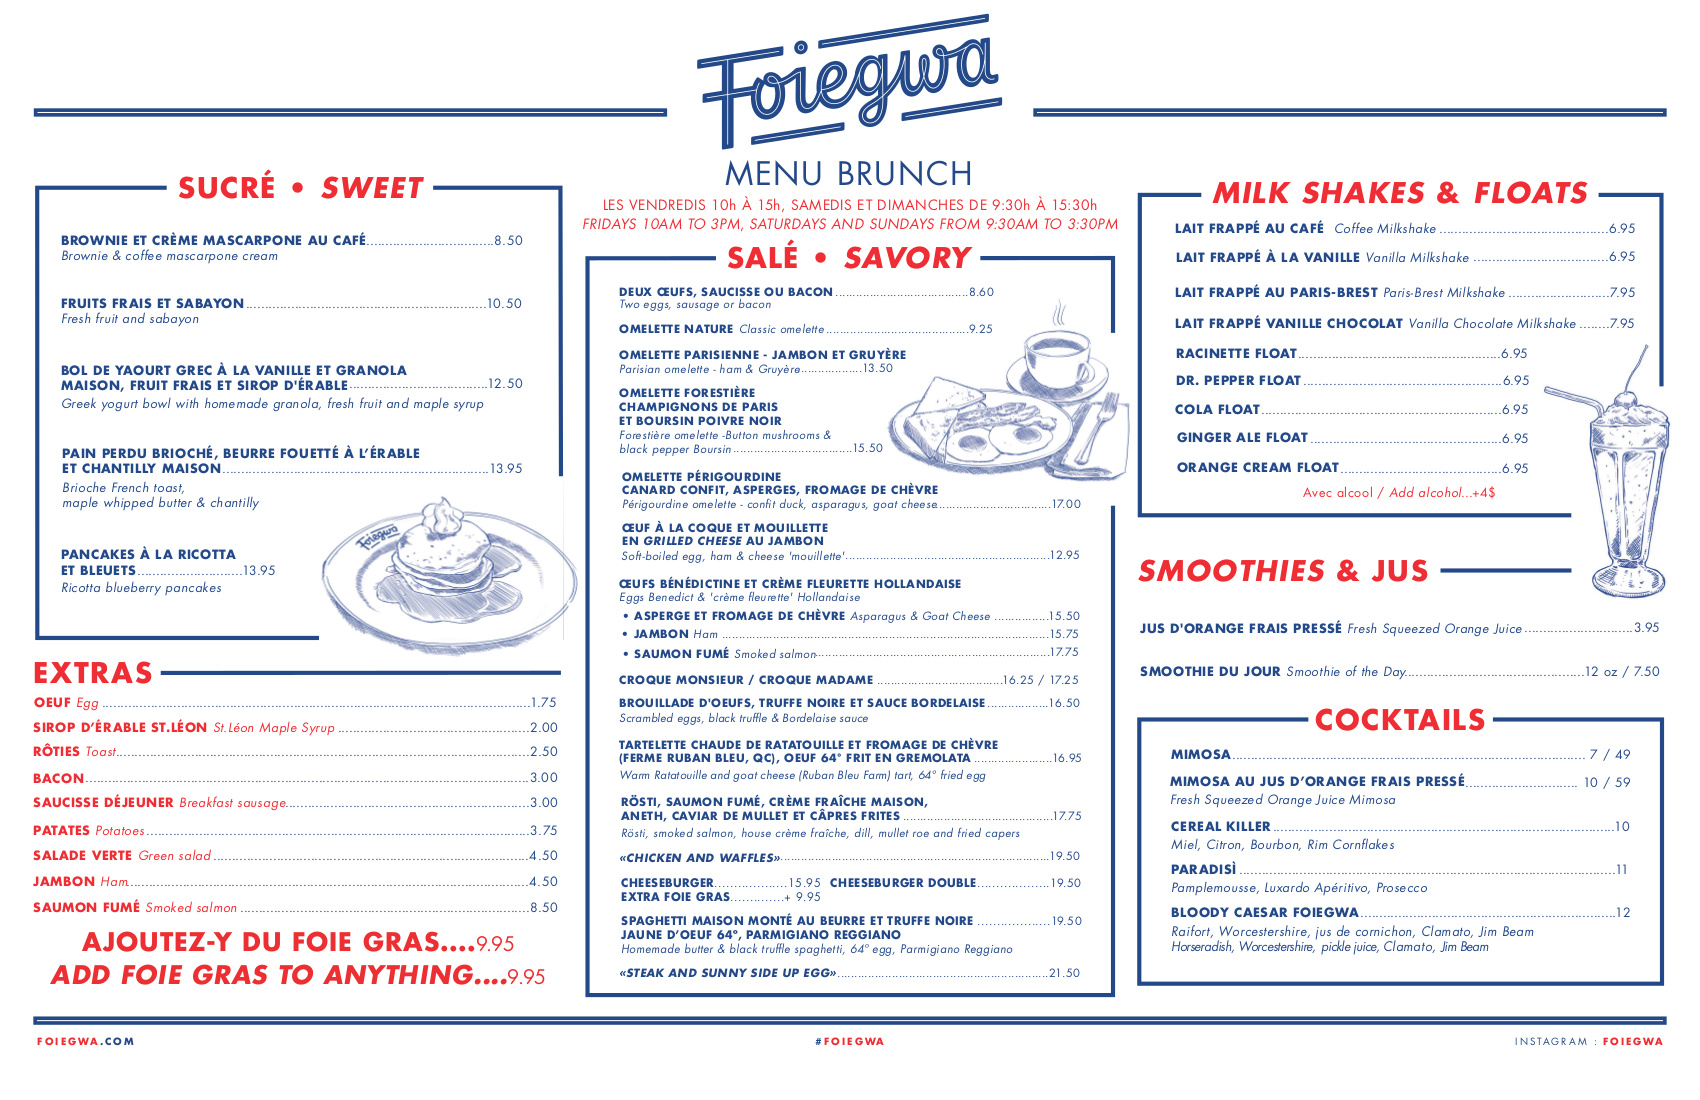 Foiegwa
MENU BRUNCH
LES VENDREDIS 10h À 15h, SAMEDIS ET DIMANCHES DE 9:30h À 15:30h
FRIDAYS 10AM TO 3PM, SATURDAYS AND SUNDAYS FROM 9:30AM TO 3:30PM
SUCRÉ • SWEET
BROWNIE ET CRÈME MASCARPONE AU CAFÉ................................8.50
Brownie & coffee mascarpone cream
FRUITS FRAIS ET SABAYON......................................................10.50
Fresh fruit and sabayon
BOL DE YAOURT GREC À LA VANILLE ET GRANOLA
MAISON, FRUIT FRAIS ET SIROP D'ÉRABLE................................12.50
Greek yogurt bowl with homemade granola, fresh fruit and maple syrup
PAIN PERDU BRIOCHÉ, BEURRE FOUETTÉ À L’ÉRABLE
ET CHANTILLY MAISON............................................................13.95
Brioche French toast,
maple whipped butter & chantilly
PANCAKES À LA RICOTTA
ET BLEUETS........................13.95
Ricotta blueberry pancakes
Foiegwa
EXTRAS
OEUF Egg ................................................................1.75
SIROP D’ÉRABLE ST.LÉON St.Léon Maple Syrup ................................2.00
RÔTIES Toast................................................................2.50
BACON................................................................3.00
SAUCISSE DÉJEUNER Breakfast sausage................................3.00
PATATES Potatoes................................................................3.75
SALADE VERTE Green salad ................................................4.50
JAMBON Ham................................................................4.50
SAUMON FUMÉ Smoked salmon ................................................8.50
AJOUTEZ-Y DU FOIE GRAS....9.95
ADD FOIE GRAS TO ANYTHING....9.95
SALÉ • SAVORY
DEUX ŒUFS, SAUCISSE OU BACON................................8.60
Two eggs, sausage or bacon
OMELETTE NATURE Classic omelette................................9.25
OMELETTE PARISIENNE - JAMBON ET GRUYÈRE
Parisian omelette - ham & Gruyère.................13.50
OMELETTE FORESTIÈRE
CHAMPIGNONS DE PARIS
ET BOURSIN POIVRE NOIR
Forestière omelette -Button mushrooms &
black pepper Boursin................................15.50
OMELETTE PÉRIGOURDINE
CANARD CONFIT, ASPERGES, FROMAGE DE CHÈVRE
Périgourdine omelette - confit duck, asparagus, goat cheese................................17.00
ŒUF À LA COQUE ET MOUILLETTE
EN GRILLED CHEESE AU JAMBON
Soft-boiled egg, ham & cheese 'mouillette'................................................12.95
ŒUFS BÉNÉDICTINE ET CRÈME FLEURETTE HOLLANDAISE
Eggs Benedict & 'crème fleurette' Hollandaise
• ASPERGE ET FROMAGE DE CHÈVRE Asparagus & Goat Cheese ..............15.50
• JAMBON Ham ................................................................15.75
• SAUMON FUMÉ Smoked salmon................................................17.75
CROQUE MONSIEUR / CROQUE MADAME ................................16.25 / 17.25
BROUILLADE D'OEUFS, TRUFFE NOIRE ET SAUCE BORDELAISE................16.50
Scrambled eggs, black truffle & Bordelaise sauce
TARTELETTE CHAUDE DE RATATOUILLE ET FROMAGE DE CHÈVRE
(FERME RUBAN BLEU, QC), OEUF 64° FRIT EN GREMOLATA ....................16.95
Warm Ratatouille and goat cheese (Ruban Bleu Farm) tart, 64° fried egg
RÖSTI, SAUMON FUMÉ, CRÈME FRAÎCHE MAISON,
ANETH, CAVIAR DE MULLET ET CÂPRES FRITES ................................17.75
Rösti, smoked salmon, house crème fraîche, dill, mullet roe and fried capers
«CHICKEN AND WAFFLES»................................................................19.50
CHEESEBURGER.................15.95 CHEESEBURGER DOUBLE.................19.50
EXTRA FOIE GRAS.............+ 9.95
SPAGHETTI MAISON MONTÉ AU BEURRE ET TRUFFE NOIRE .................19.50
JAUNE D’OEUF 64°, PARMIGIANO REGGIANO
Homemade butter & black truffle spaghetti, 64° egg, Parmigiano Reggiano
«STEAK AND SUNNY SIDE UP EGG»................................................21.50
MILK SHAKES & FLOATS
LAIT FRAPPÉ AU CAFÉ Coffee Milkshake ................................6.95
LAIT FRAPPÉ À LA VANILLE Vanilla Milkshake ................................6.95
LAIT FRAPPÉ AU PARIS-BREST Paris-Brest Milkshake ..........................7.95
LAIT FRAPPÉ VANILLE CHOCOLAT Vanilla Chocolate Milkshake ........7.95
RACINETTE FLOAT................................................6.95
DR. PEPPER FLOAT................................................6.95
COLA FLOAT................................................6.95
GINGER ALE FLOAT................................................6.95
ORANGE CREAM FLOAT................................................6.95
Avec alcool / Add alcohol...+4$
SMOOTHIES & JUS
JUS D'ORANGE FRAIS PRESSÉ Fresh Squeezed Orange Juice............................3.95
SMOOTHIE DU JOUR Smoothie of the Day................................12 oz / 7.50
COCKTAILS
MIMOSA................................................................ 7 / 49
MIMOSA AU JUS D’ORANGE FRAIS PRESSÉ............................ 10 / 59
Fresh Squeezed Orange Juice Mimosa
CEREAL KILLER................................................................10
Miel, Citron, Bourbon, Rim Cornflakes
PARADISÌ ................................................................11
Pamplemousse, Luxardo Apéritivo, Prosecco
BLOODY CAESAR FOIEGWA................................................12
Raifort, Worcestershire, jus de cornichon, Clamato, Jim Beam
Horseradish, Worcestershire, pickle juice, Clamato, Jim Beam
FOIEGWA.COM
#FOIEGWA
INSTAGRAM : FOIEGWA